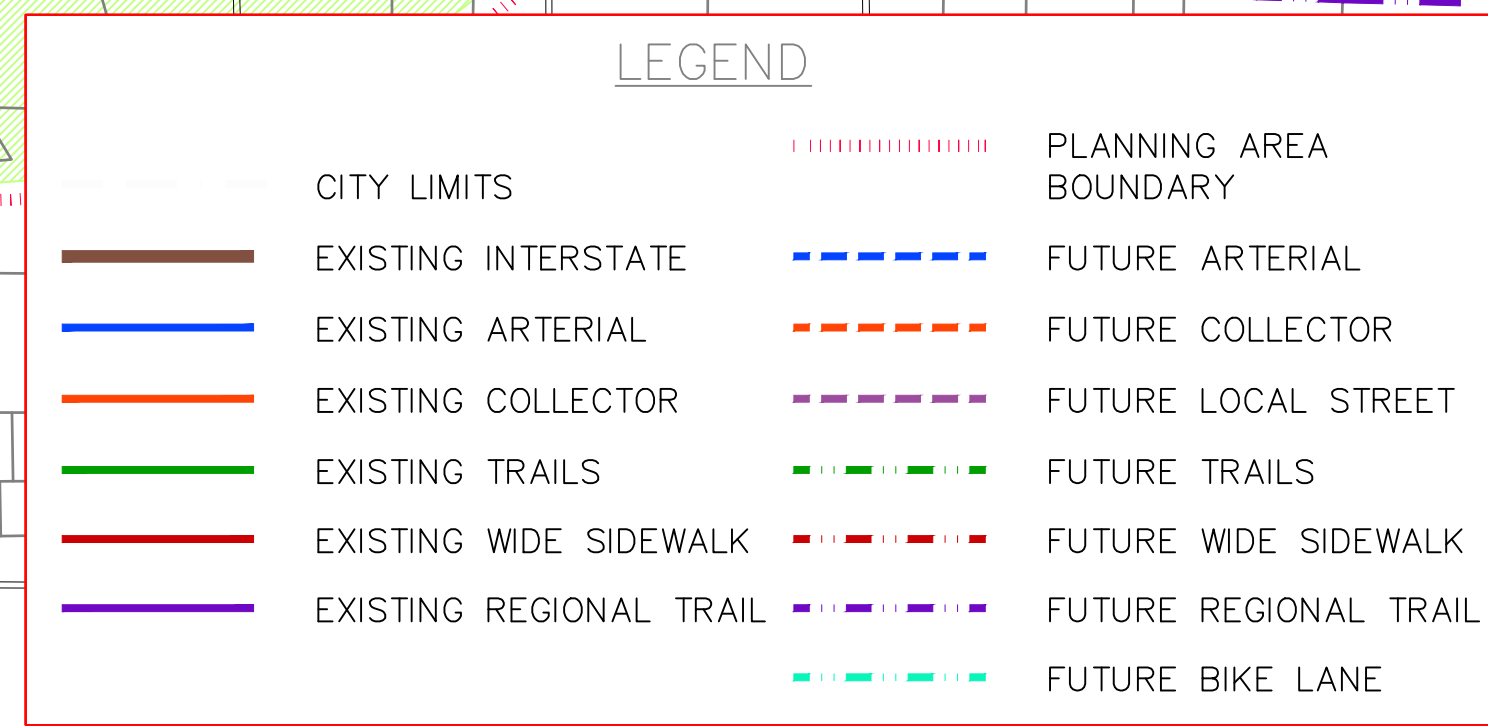 LEGEND
CITY LIMITS
EXISTING INTERSTATE
EXISTING ARTERIAL
EXISTING COLLECTOR
EXISTING TRAILS
EXISTING WIDE SIDEWALK
EXISTING REGIONAL TRAIL
PLANNING AREA
BOUNDARY
FUTURE ARTERIAL
FUTURE COLLECTOR
FUTURE LOCAL STREET
FUTURE TRAILS
FUTURE WIDE SIDEWALK
FUTURE REGIONAL TRAIL
FUTURE BIKE LANE